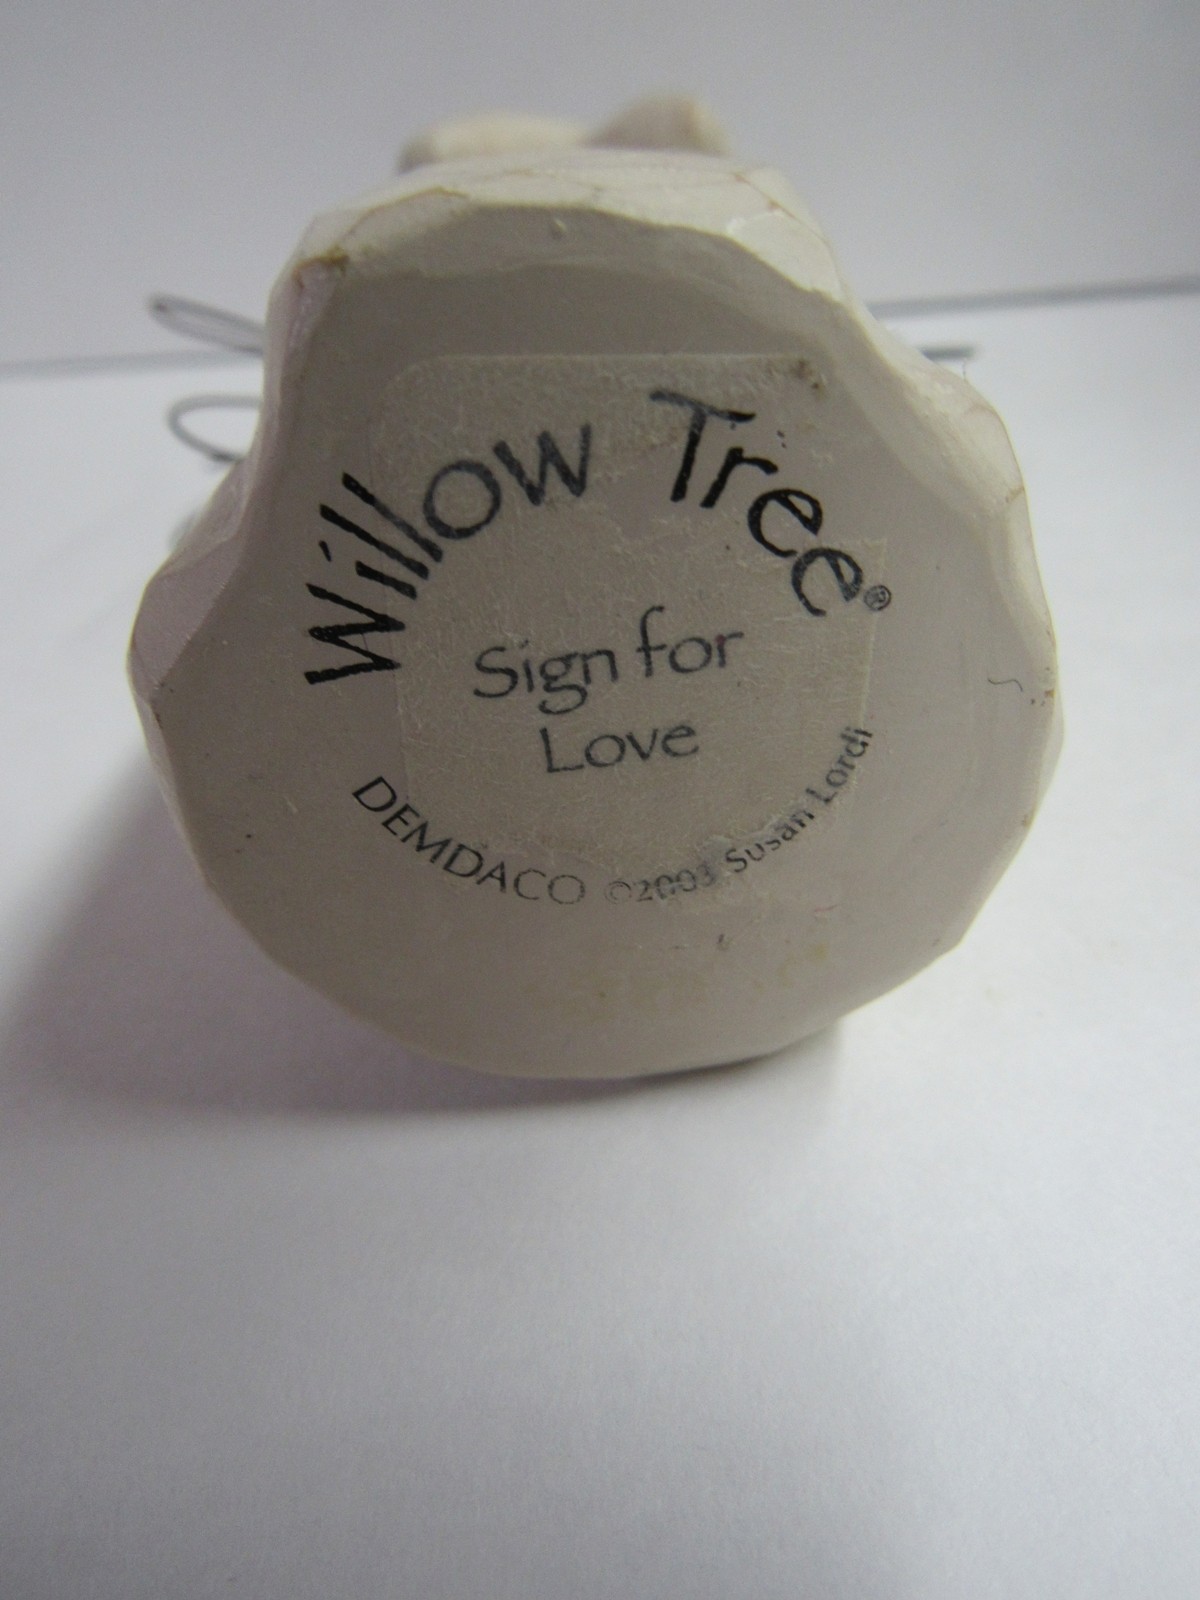 Willow Tree®
Sign for
Love
DEMDACO ©2003 Susan Lordi